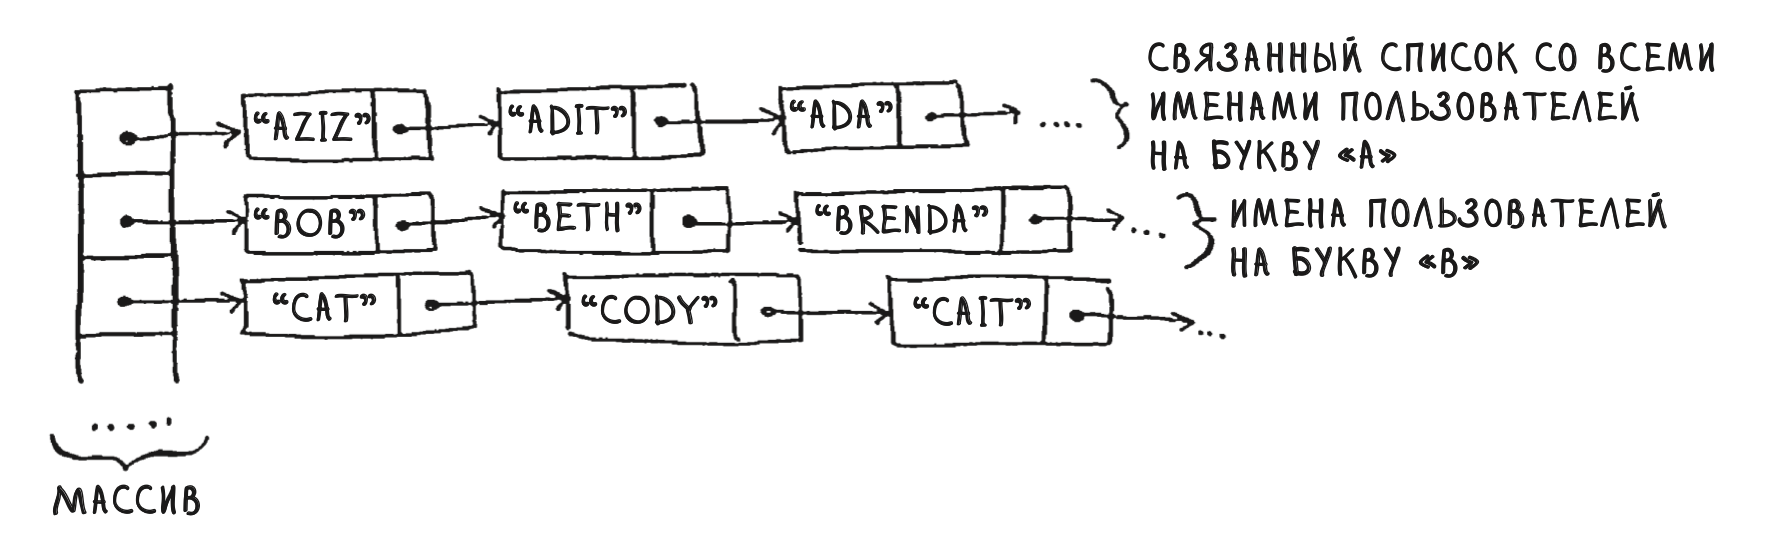 СВЯЗАННЫЙ СПИСОК СО ВСЕМИ
ИМЕНАМИ ПОЛЬЗОВАТЕЛЕЙ
НА БУКВУ «А»
“AZIZ” “ADIT” “ADA” ....
“BOB” “BETH” “BRENDA” ...
ИМЕНА ПОЛЬЗОВАТЕЛЕЙ
НА БУКВУ «B»
“CAT” “CODY” “CAIT” ...
.....
МАССИВ